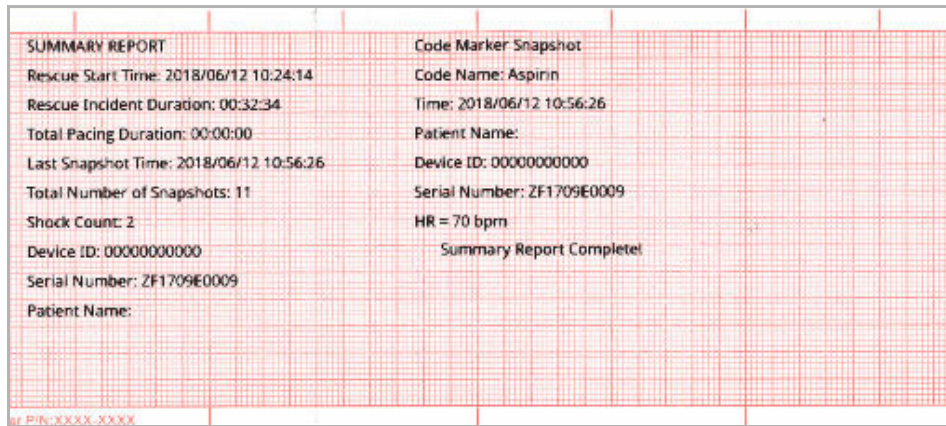 SUMMARY REPORT
Rescue Start Time: 2018/06/12 10:24:14
Rescue Incident Duration: 00:32:34
Total Pacing Duration: 00:00:00
Last Snapshot Time: 2018/06/12 10:56:26
Total Number of Snapshots: 11
Shock Count: 2
Device ID: 00000000000
Serial Number: ZF1709E0009
Patient Name:
Code Marker Snapshot
Code Name: Aspirin
Time: 2018/06/12 10:56:26
Patient Name:
Device ID: 00000000000
Serial Number: ZF1709E0009
HR = 70 bpm
Summary Report Complete!
P/N:XXXX-XXXX